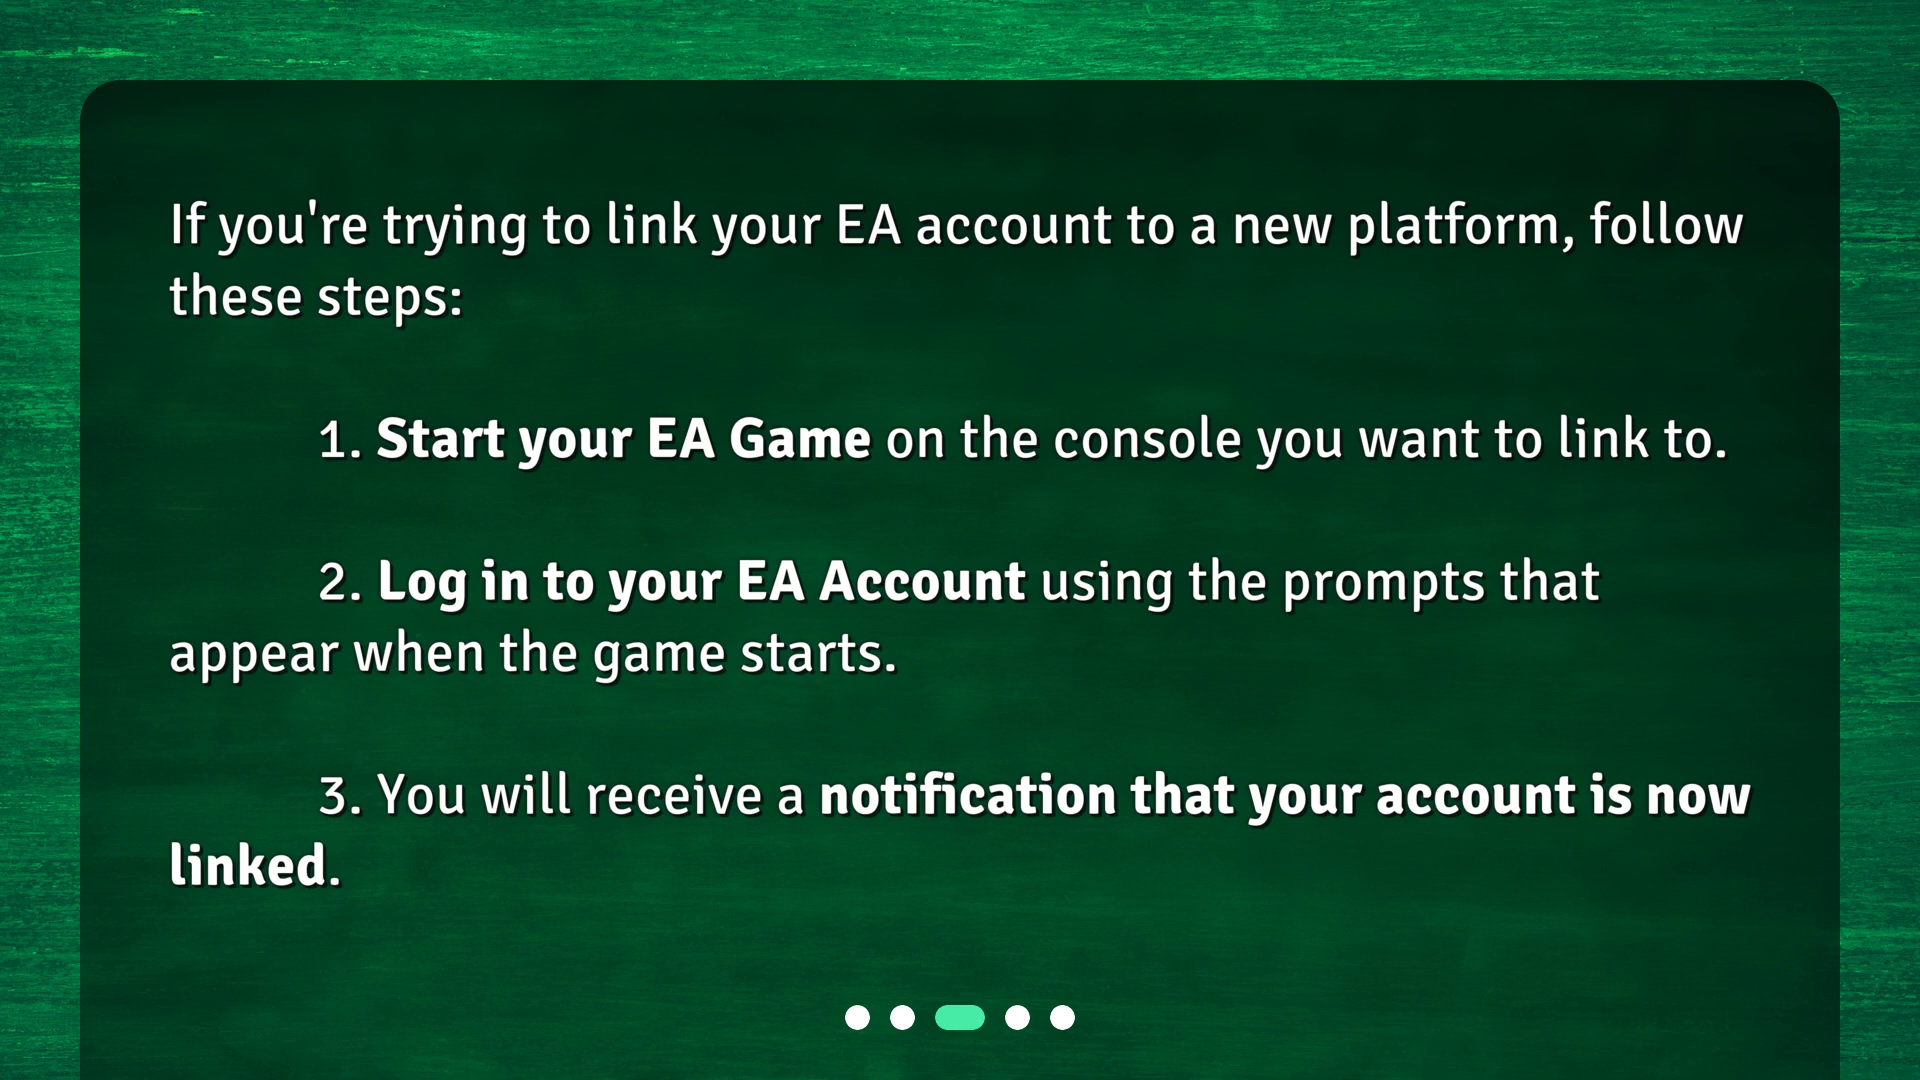 If you're trying to link your EA account to a new platform, follow
these steps:
1. Start your EA Game on the console you want to link to.
2. Log in to your EA Account using the prompts that
appear when the game starts.
3. You will receive a notification that your account is now
linked.